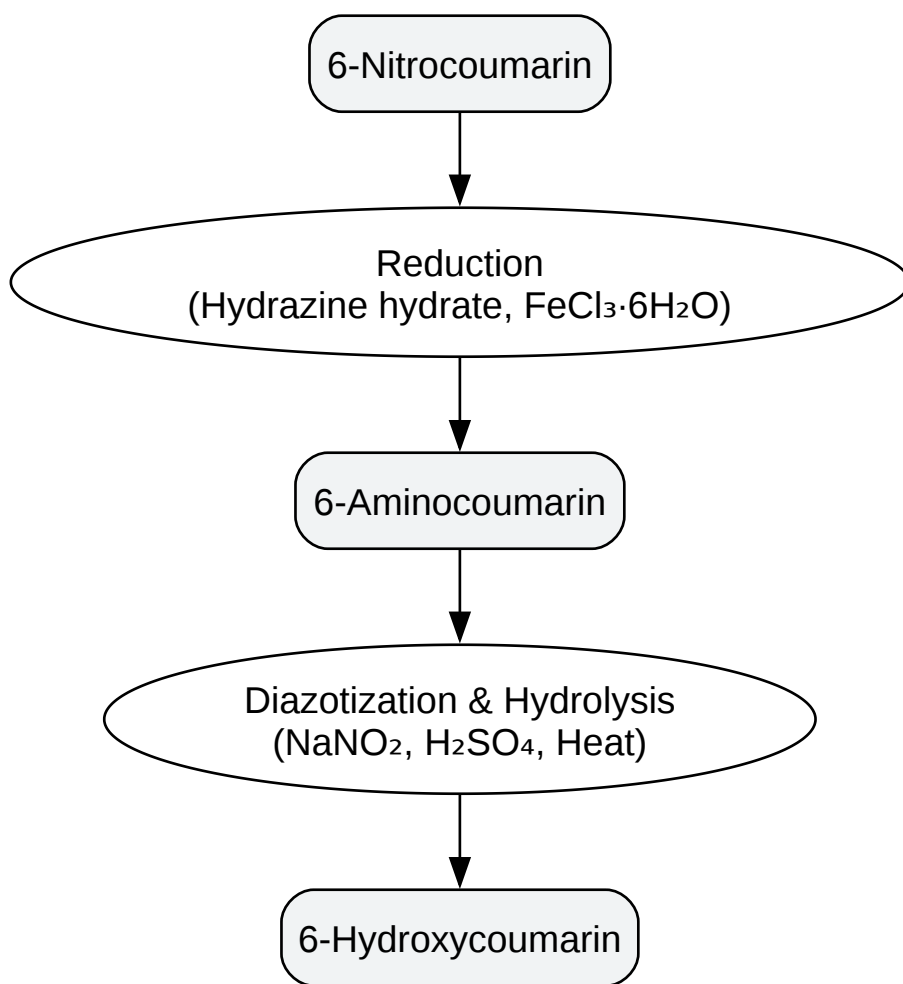 6-Nitrocoumarin
Reduction
(Hydrazine hydrate, FeCl₃·6H₂O)
6-Aminocoumarin
Diazotization & Hydrolysis
(NaNO₂, H₂SO₄, Heat)
6-Hydroxycoumarin